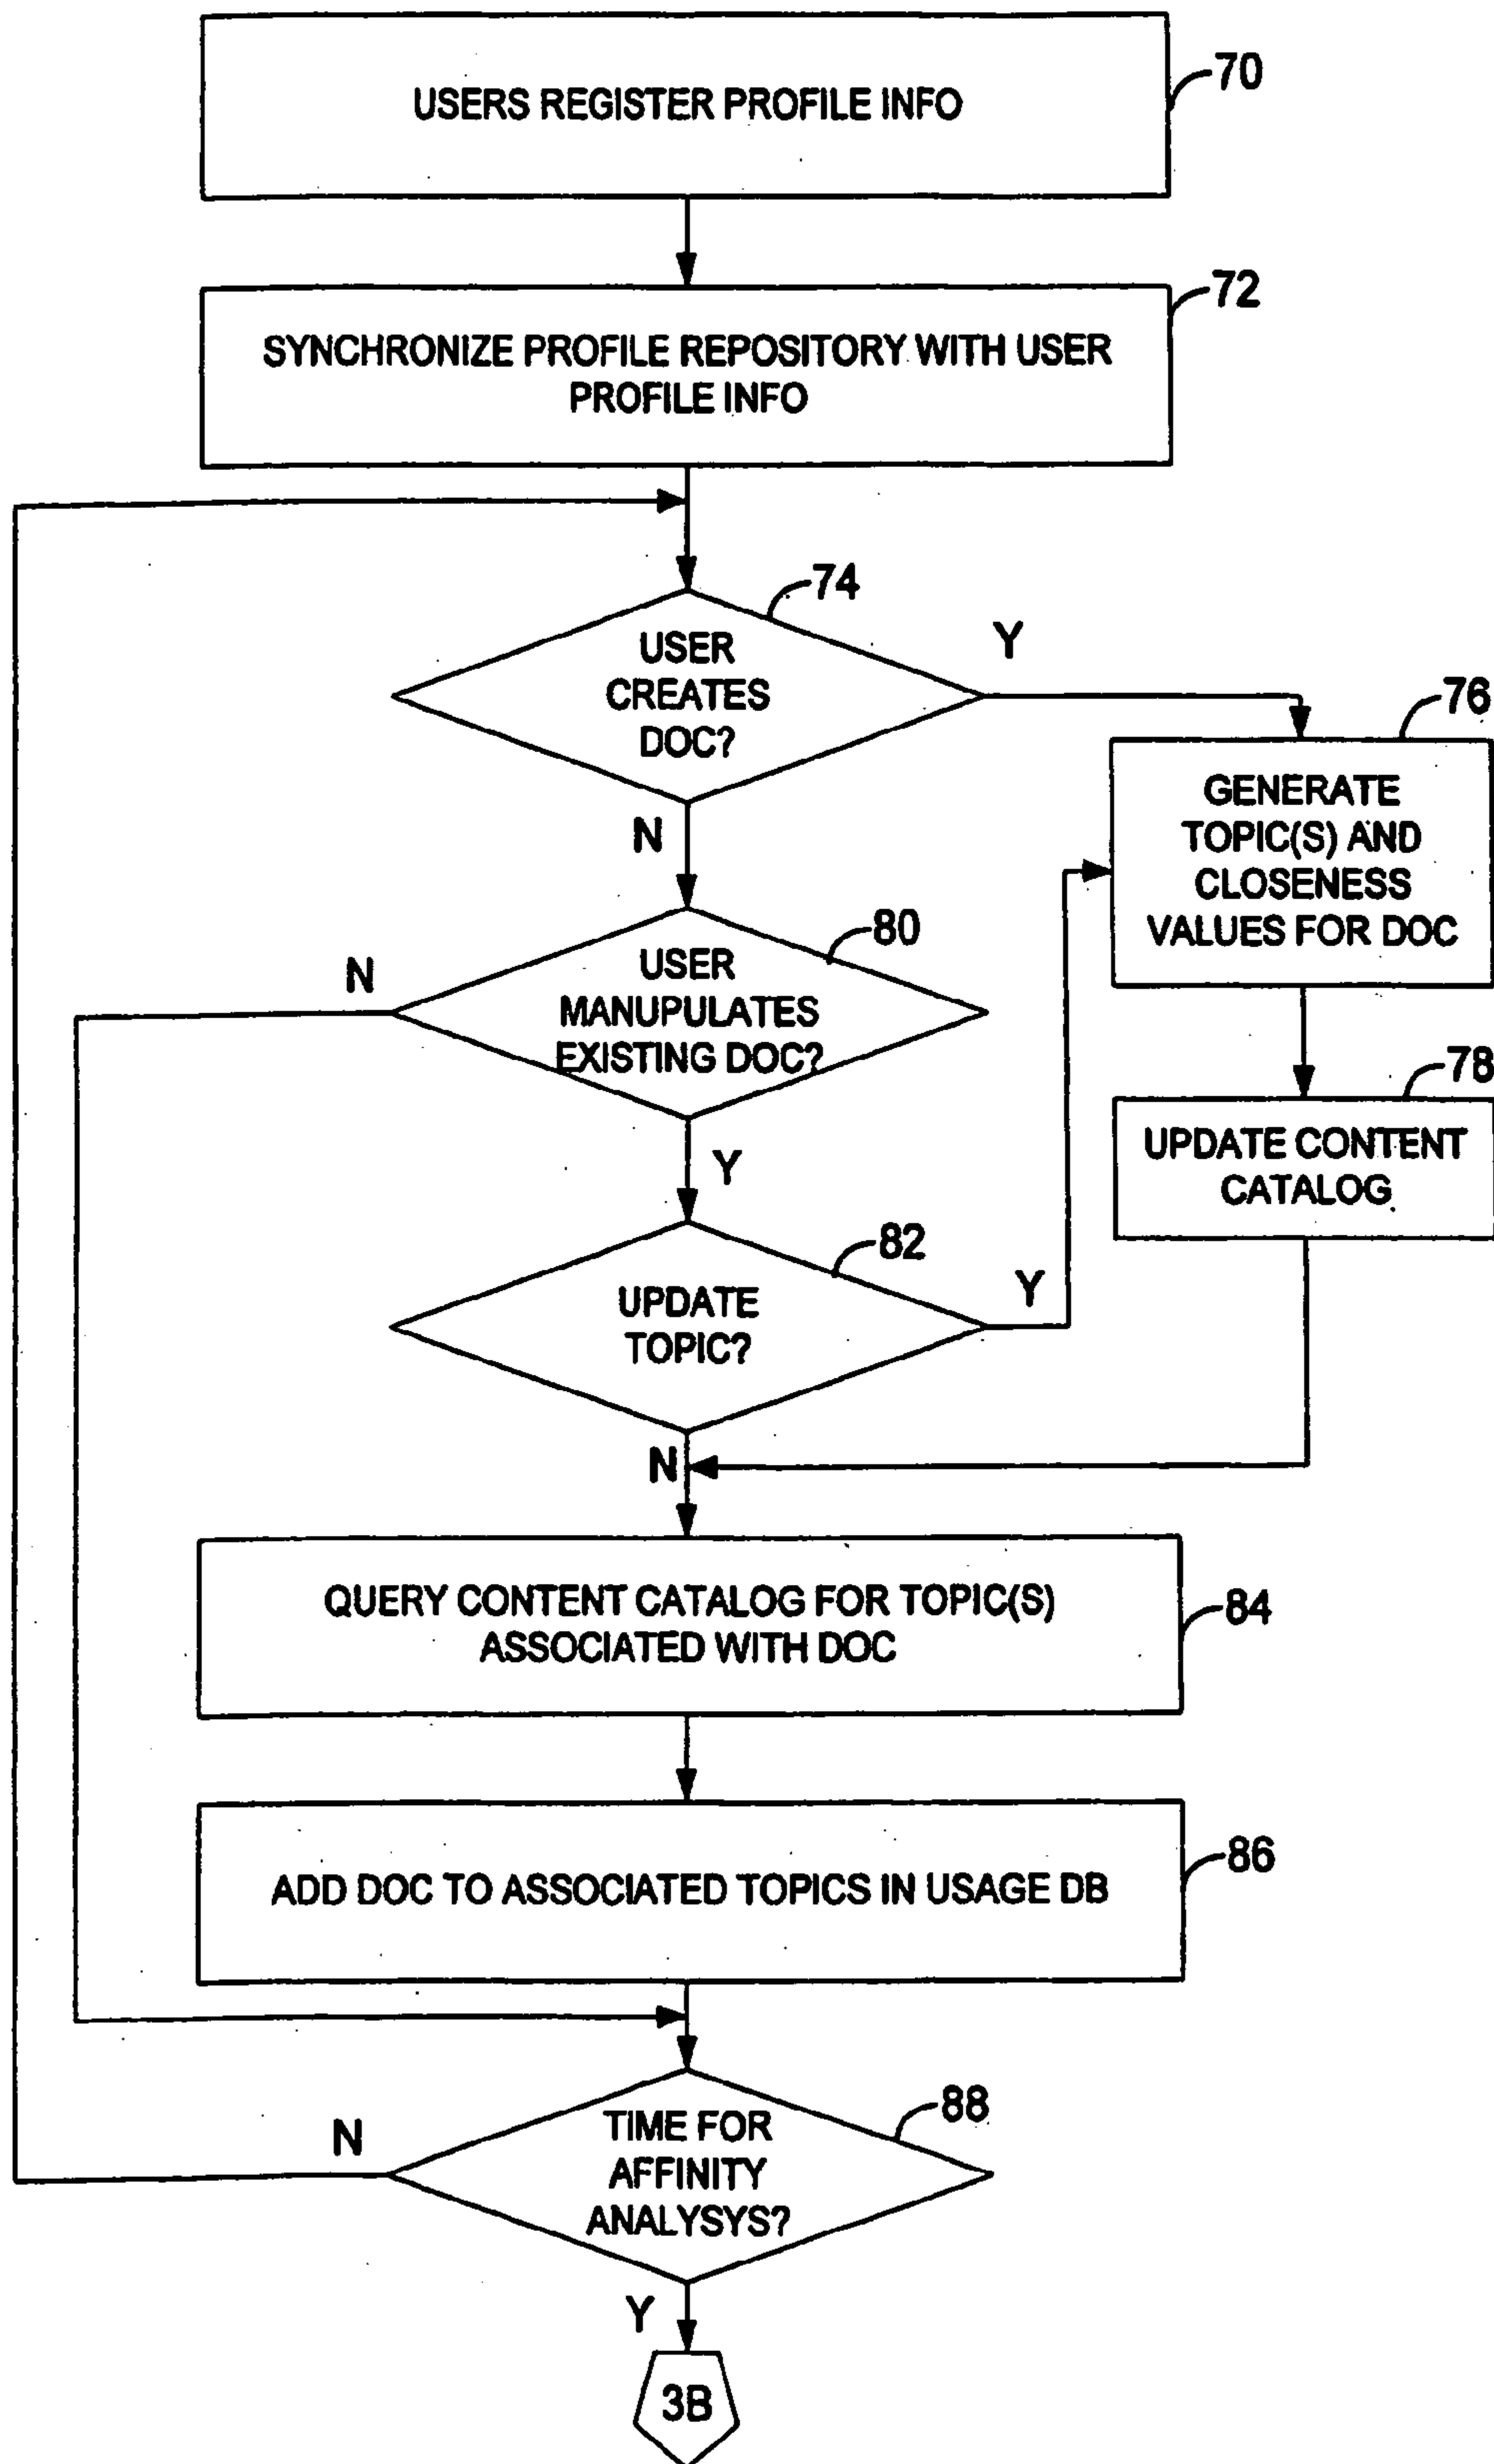 USERS REGISTER PROFILE INFO
70
SYNCHRONIZE PROFILE REPOSITORY WITH USER
PROFILE INFO
72
USER
CREATES
DOC?
74
Y
N
GENERATE
TOPIC(S) AND
CLOSENESS
VALUES FOR DOC
76
UPDATE CONTENT
CATALOG
78
USER
MANUPULATES
EXISTING DOC?
80
N
Y
UPDATE
TOPIC?
82
Y
N
QUERY CONTENT CATALOG FOR TOPIC(S)
ASSOCIATED WITH DOC
84
ADD DOC TO ASSOCIATED TOPICS IN USAGE DB
86
TIME FOR
AFFINITY
ANALYSYS?
88
N
Y
3B